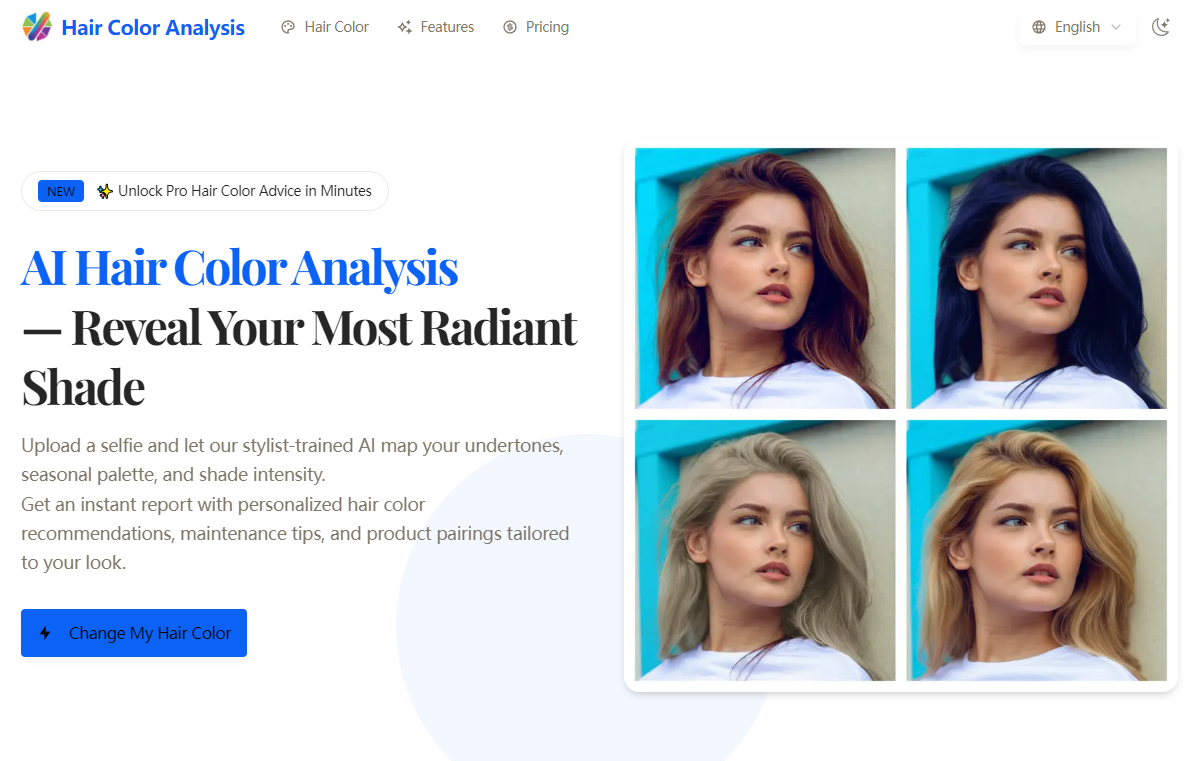 Hair Color Analysis
Hair Color
Features
Pricing
English
NEW
✨ Unlock Pro Hair Color Advice in Minutes
AI Hair Color Analysis
— Reveal Your Most Radiant
Shade
Upload a selfie and let our stylist-trained AI map your undertones,
seasonal palette, and shade intensity.
Get an instant report with personalized hair color
recommendations, maintenance tips, and product pairings tailored
to your look.
Change My Hair Color